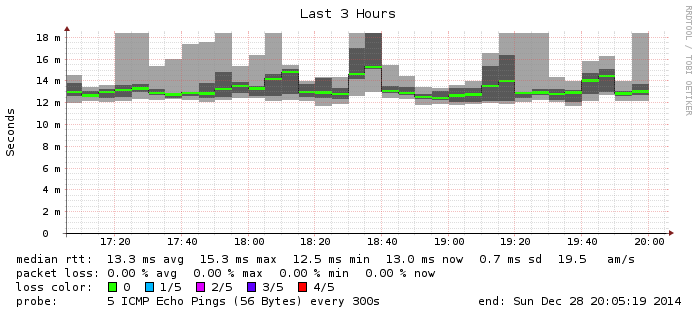 Last 3 Hours
RRDTOOL / TOBI OETIKER
Seconds
18 m
16 m
14 m
12 m
10 m
8 m
6 m
4 m
2 m
0
17:20 17:40 18:00 18:20 18:40 19:00 19:20 19:40 20:00
median rtt: 13.3 ms avg 15.3 ms max 12.5 ms min 13.0 ms now 0.7 ms sd 19.5 am/s
packet loss: 0.00 % avg 0.00 % max 0.00 % min 0.00 % now
loss color: 0 1/5 2/5 3/5 4/5
probe: 5 ICMP Echo Pings (56 Bytes) every 300s end: Sun Dec 28 20:05:19 2014